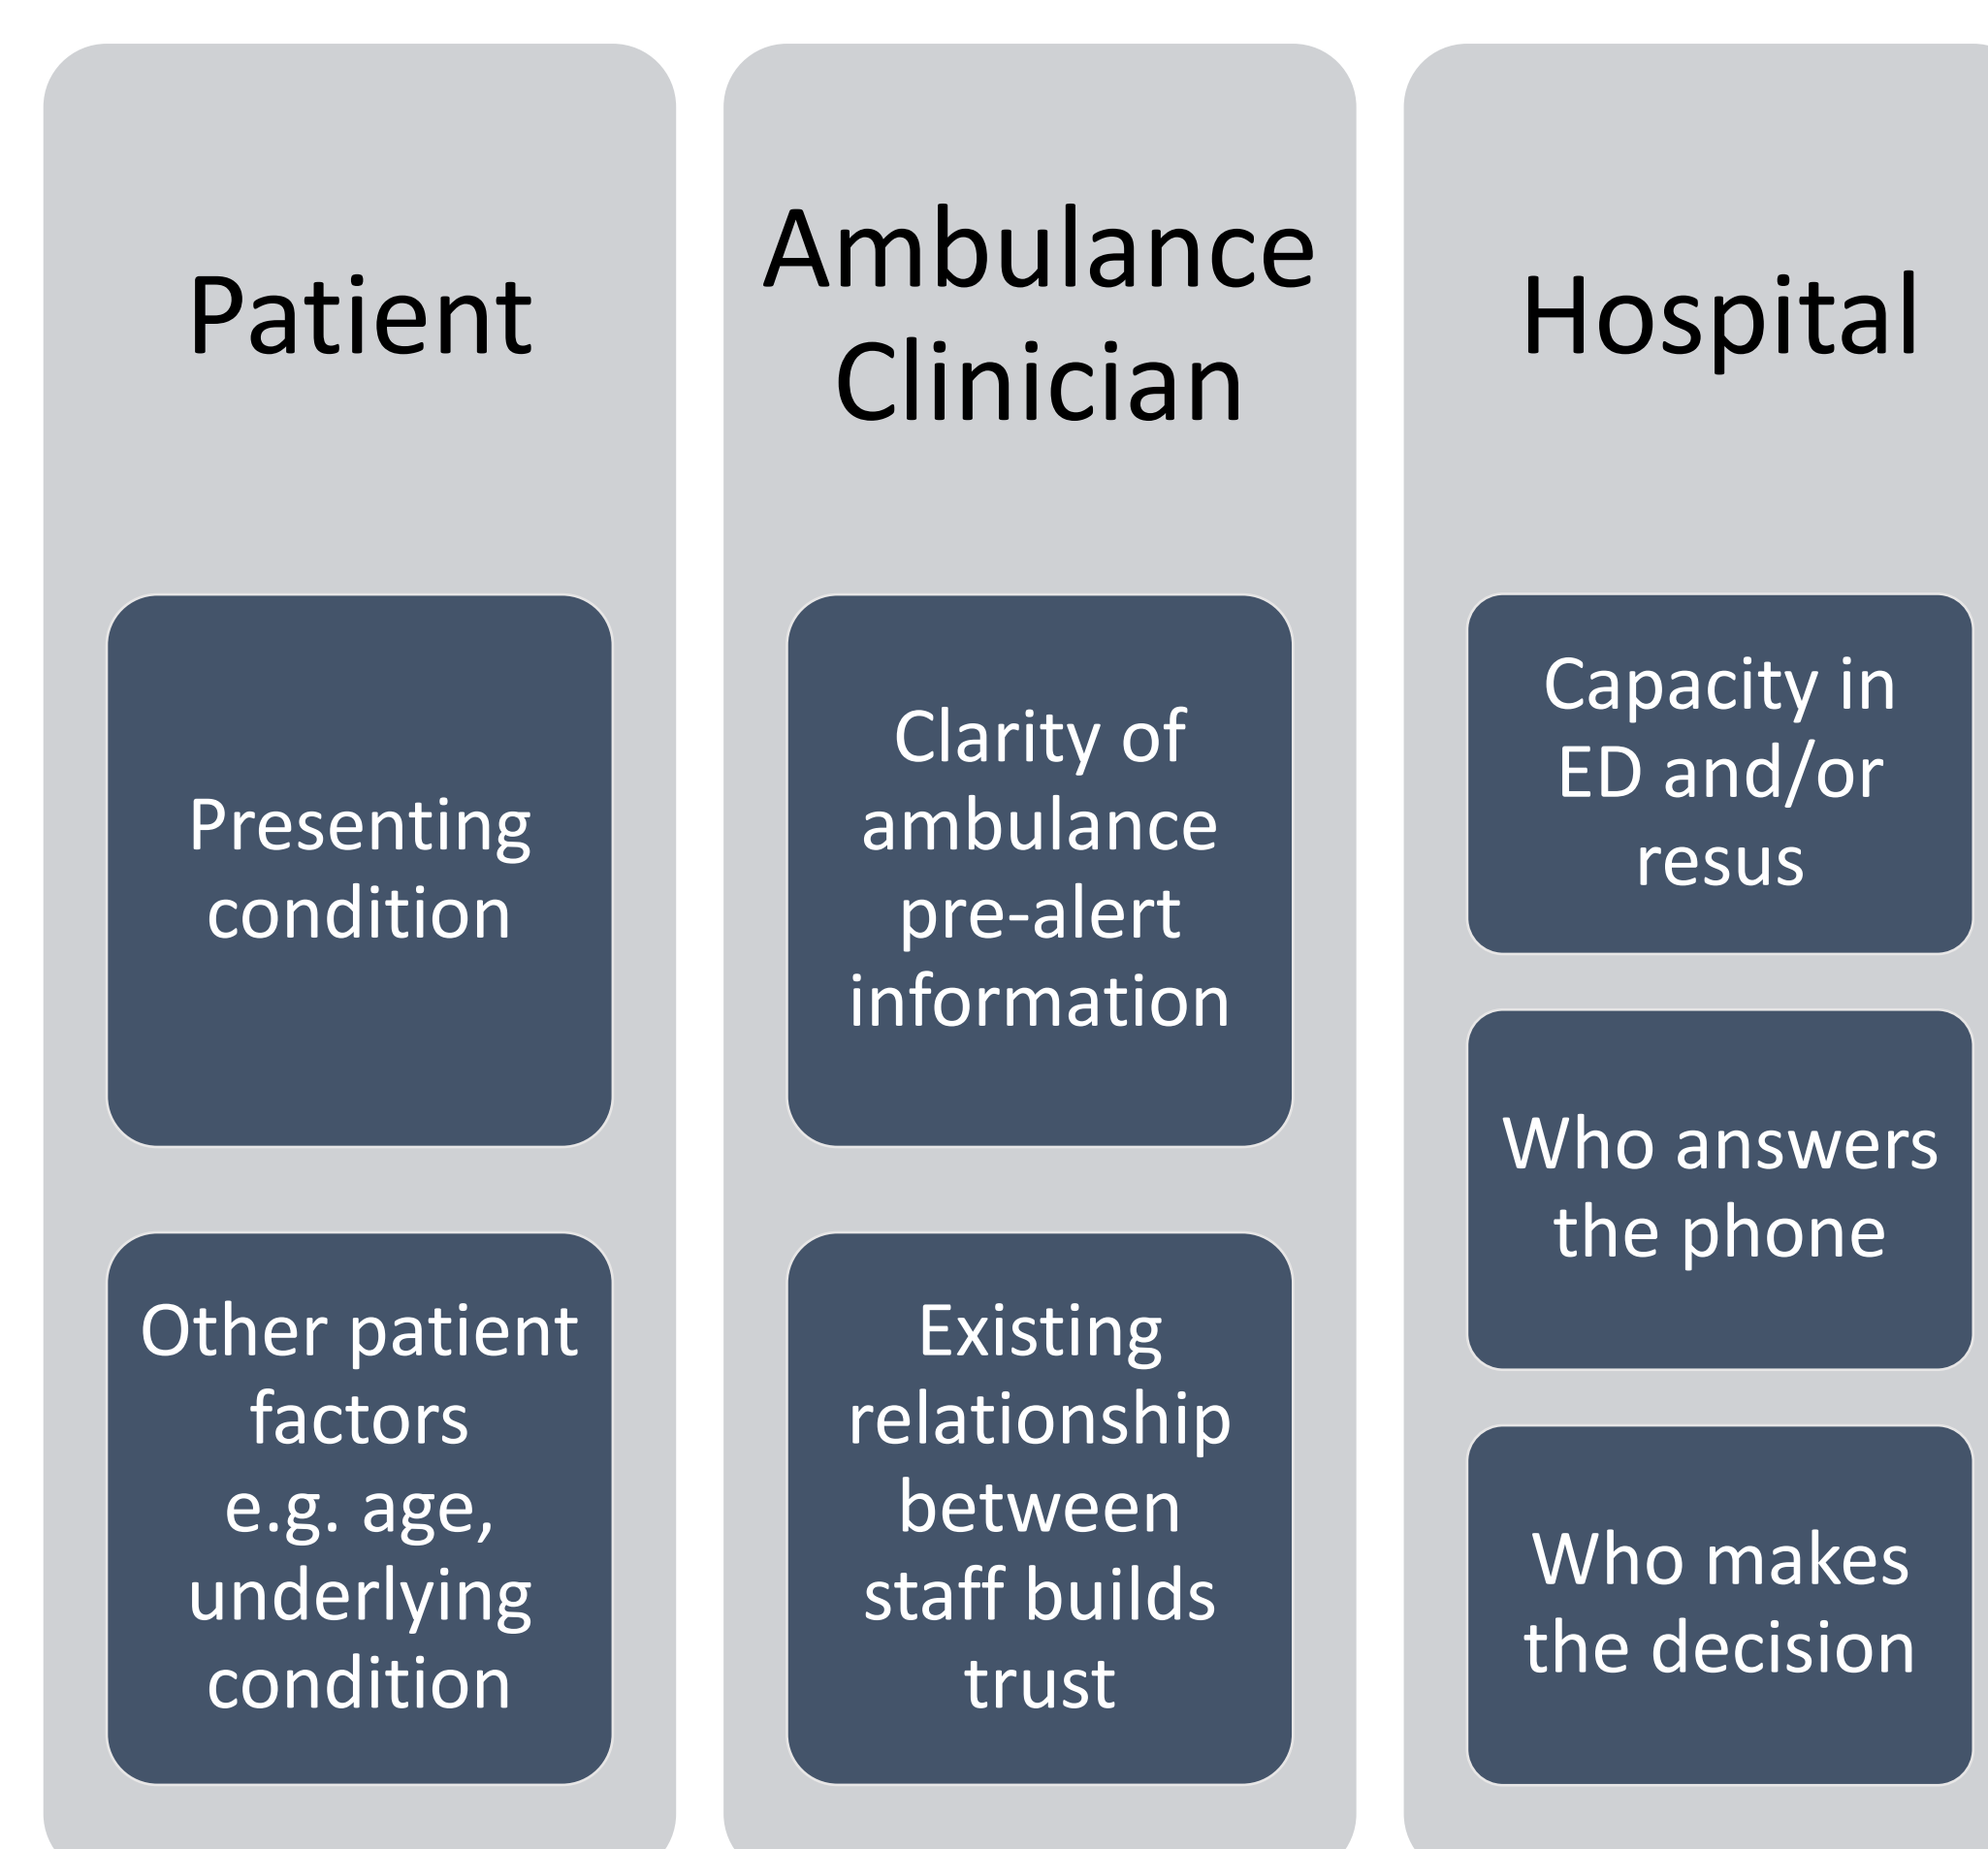 Patient
Presenting
condition
Other patient
factors
e.g. age,
underlying
condition
Ambulance
Clinician
Clarity of
ambulance
pre-alert
information
Existing
relationship
between
staff builds
trust
Hospital
Capacity in
ED and/or
resus
Who answers
the phone
Who makes
the decision